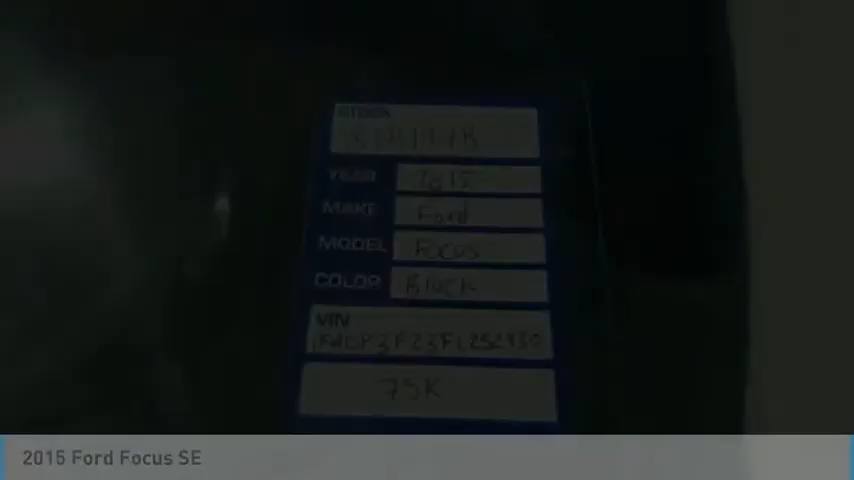 STOCK
YEAR 2015
MAKE Ford
MODEL Focus
COLOR Black
VIN
75K
2015 Ford Focus SE